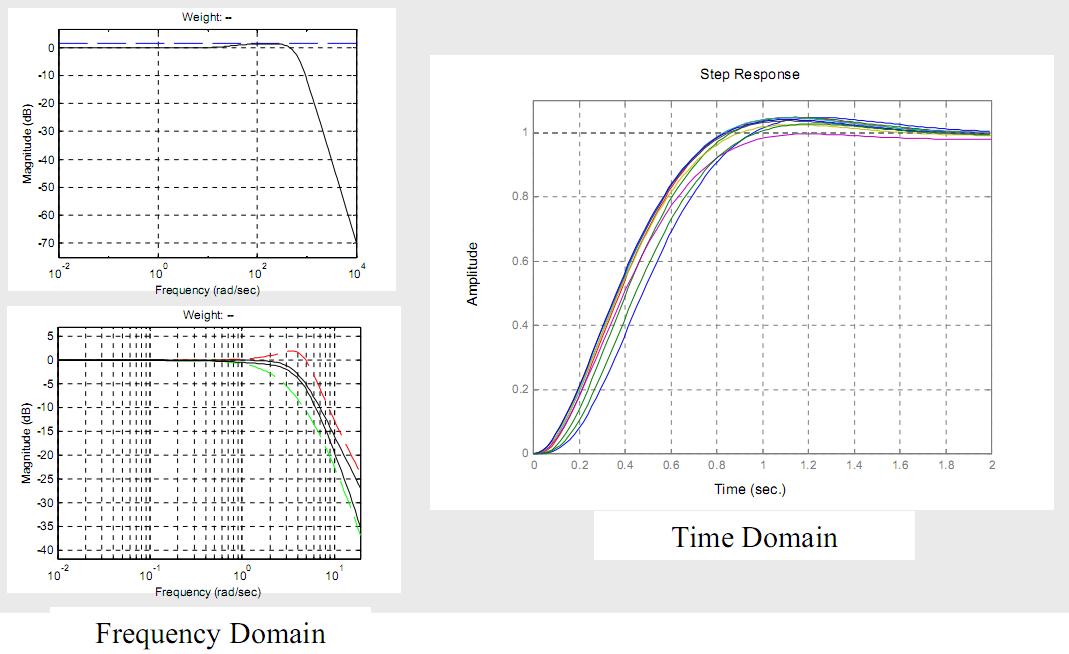 Weight: --
0
-10
-20
-30
-40
-50
-60
-70
Magnitude (dB)
10^-2 10^0 10^2 10^4
Frequency (rad/sec)
Weight: --
5
0
-5
-10
-15
-20
-25
-30
-35
-40
Magnitude (dB)
10^-2 10^-1 10^0 10^1
Frequency (rad/sec)
Frequency Domain
Step Response
1
0.8
0.6
0.4
0.2
0
Amplitude
0 0.2 0.4 0.6 0.8 1 1.2 1.4 1.6 1.8 2
Time (sec.)
Time Domain